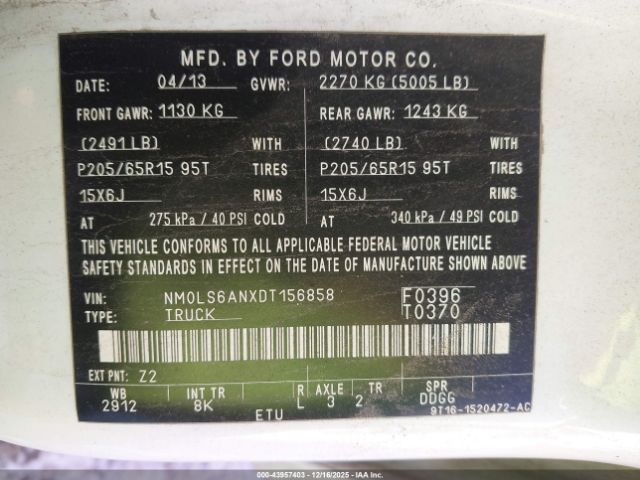 MFD. BY FORD MOTOR CO.
DATE: 04/13 GVWR: 2270 KG (5005 LB)
FRONT GAWR: 1130 KG REAR GAWR: 1243 KG
(2491 LB) WITH (2740 LB) WITH
P205/65R15 95T TIRES P205/65R15 95T TIRES
15X6J RIMS 15X6J RIMS
AT 275 kPa / 40 PSI COLD AT 340 kPa / 49 PSI COLD
THIS VEHICLE CONFORMS TO ALL APPLICABLE FEDERAL MOTOR VEHICLE
SAFETY STANDARDS IN EFFECT ON THE DATE OF MANUFACTURE SHOWN ABOVE
VIN: NM0LS6ANXDT156858 F0396
TYPE: TRUCK T0370
EXT PNT: Z2
WB INT TR R AXLE TR SPR
2912 8K L 3 2 DDGG
ETU 9T16-1520472-AC
©00-43957403 - 12/16/2025 - IAA